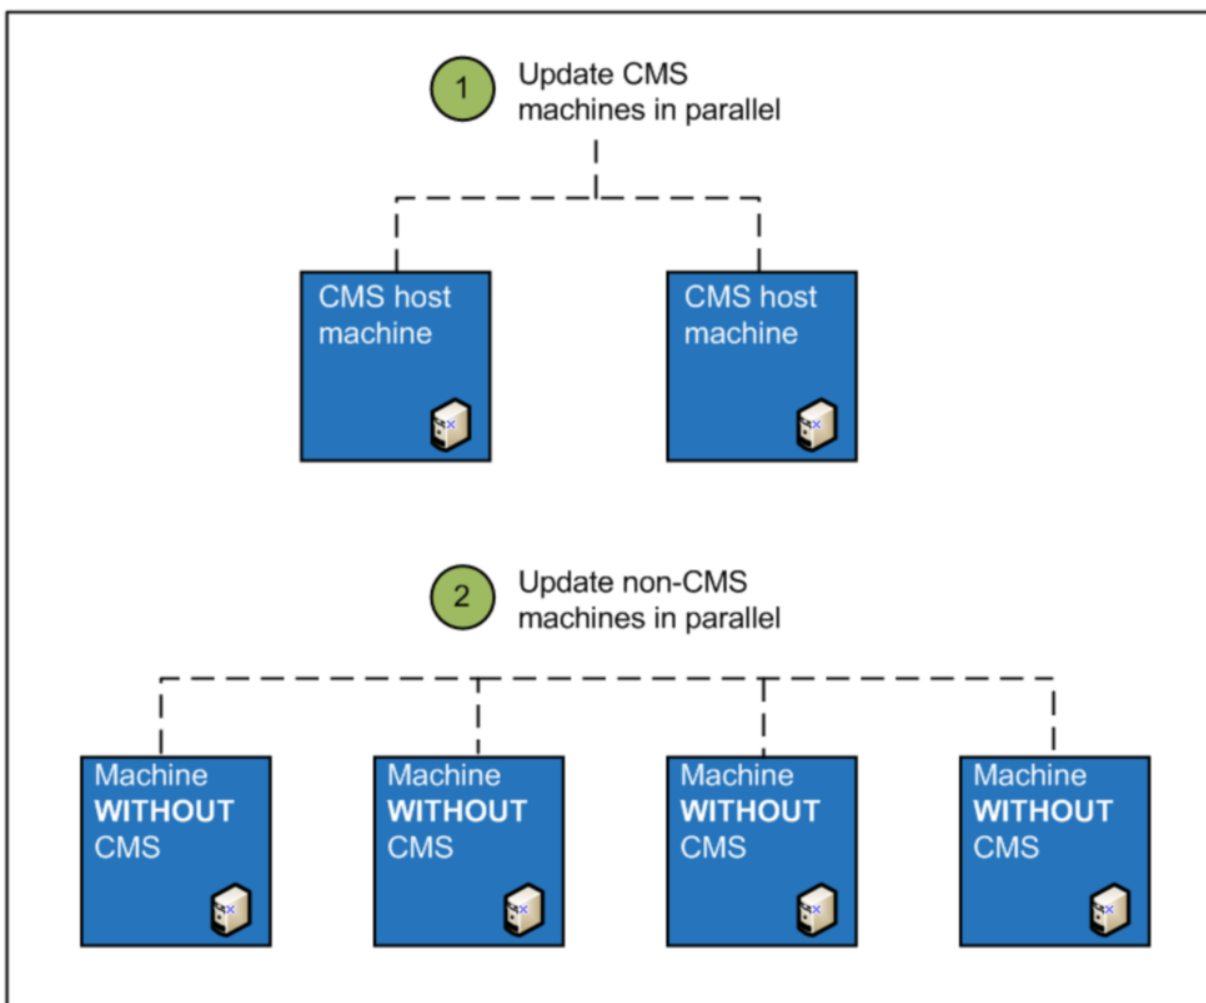 1
Update CMS
machines in parallel
CMS host
machine
CMS host
machine
2
Update non-CMS
machines in parallel
Machine
WITHOUT
CMS
Machine
WITHOUT
CMS
Machine
WITHOUT
CMS
Machine
WITHOUT
CMS